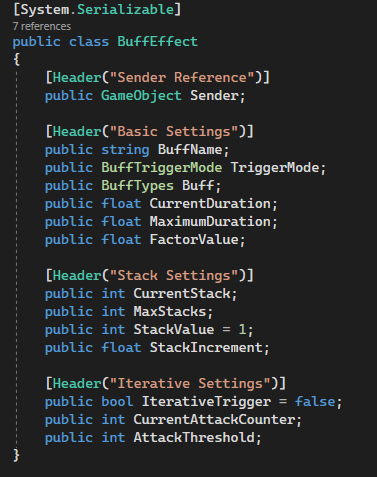 [System.Serializable]
7 references
public class BuffEffect
{
[Header("Sender Reference")]
public GameObject Sender;
[Header("Basic Settings")]
public string BuffName;
public BuffTriggerMode TriggerMode;
public BuffTypes Buff;
public float CurrentDuration;
public float MaximumDuration;
public float FactorValue;
[Header("Stack Settings")]
public int CurrentStack;
public int MaxStacks;
public int StackValue = 1;
public float StackIncrement;
[Header("Iterative Settings")]
public bool IterativeTrigger = false;
public int CurrentAttackCounter;
public int AttackThreshold;
}